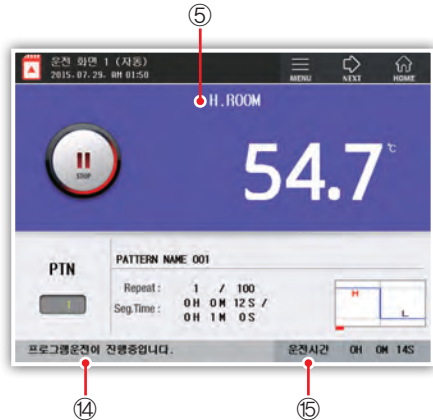 ⑤
운전 화면 1 (자동)
2015.07.29. AM 01:50
MENU
NEXT
HOME
H.ROOM
STOP
54.7 ℃
PTN
1
PATTERN NAME 001
Repeat : 1 / 100
Seg.Time : 0H 0M 12S /
0H 1M 0S
H
L
프로그램운전이 진행중입니다.
운전시간 0H 0M 14S
⑭
⑮